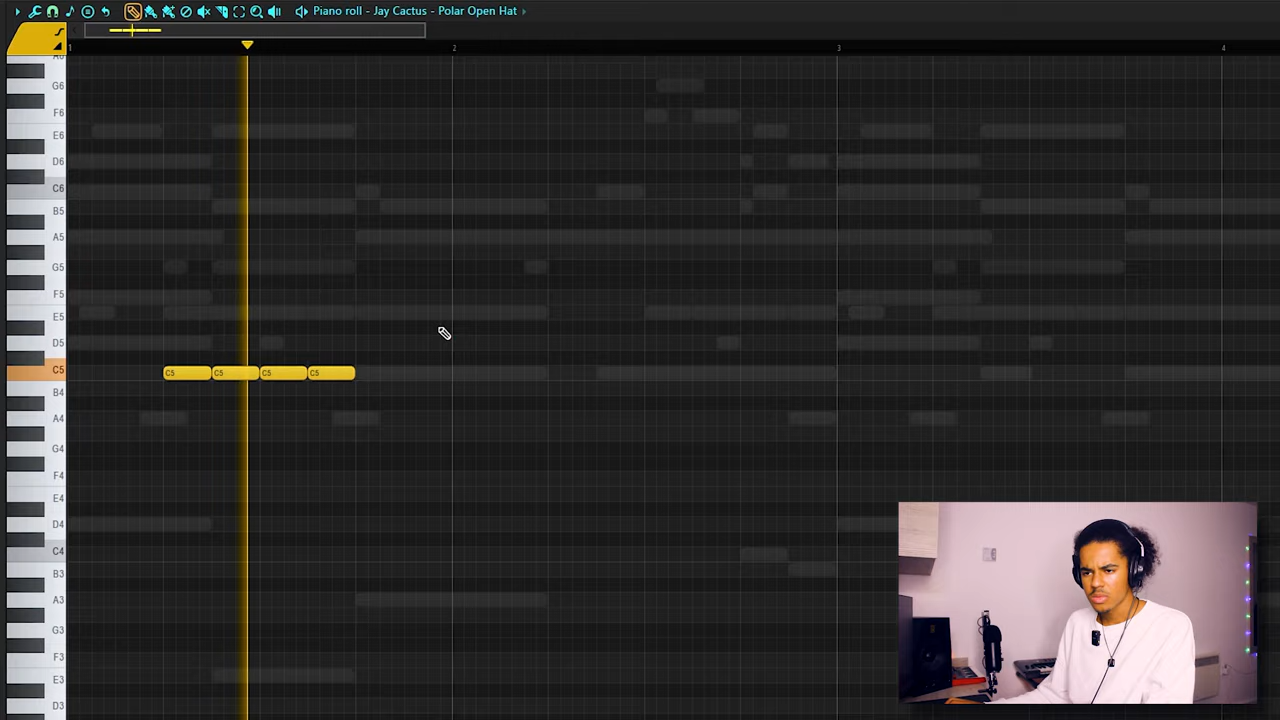 Piano roll - Jay Cactus - Polar Open Hat
1 2 3 4
G6
F6
E6
D6
C6
B5
A5
G5
F5
E5
D5
C5 C5 C5 C5 C5
B4
A4
G4
F4
E4
D4
C4
B3
A3
G3
F3
E3
D3